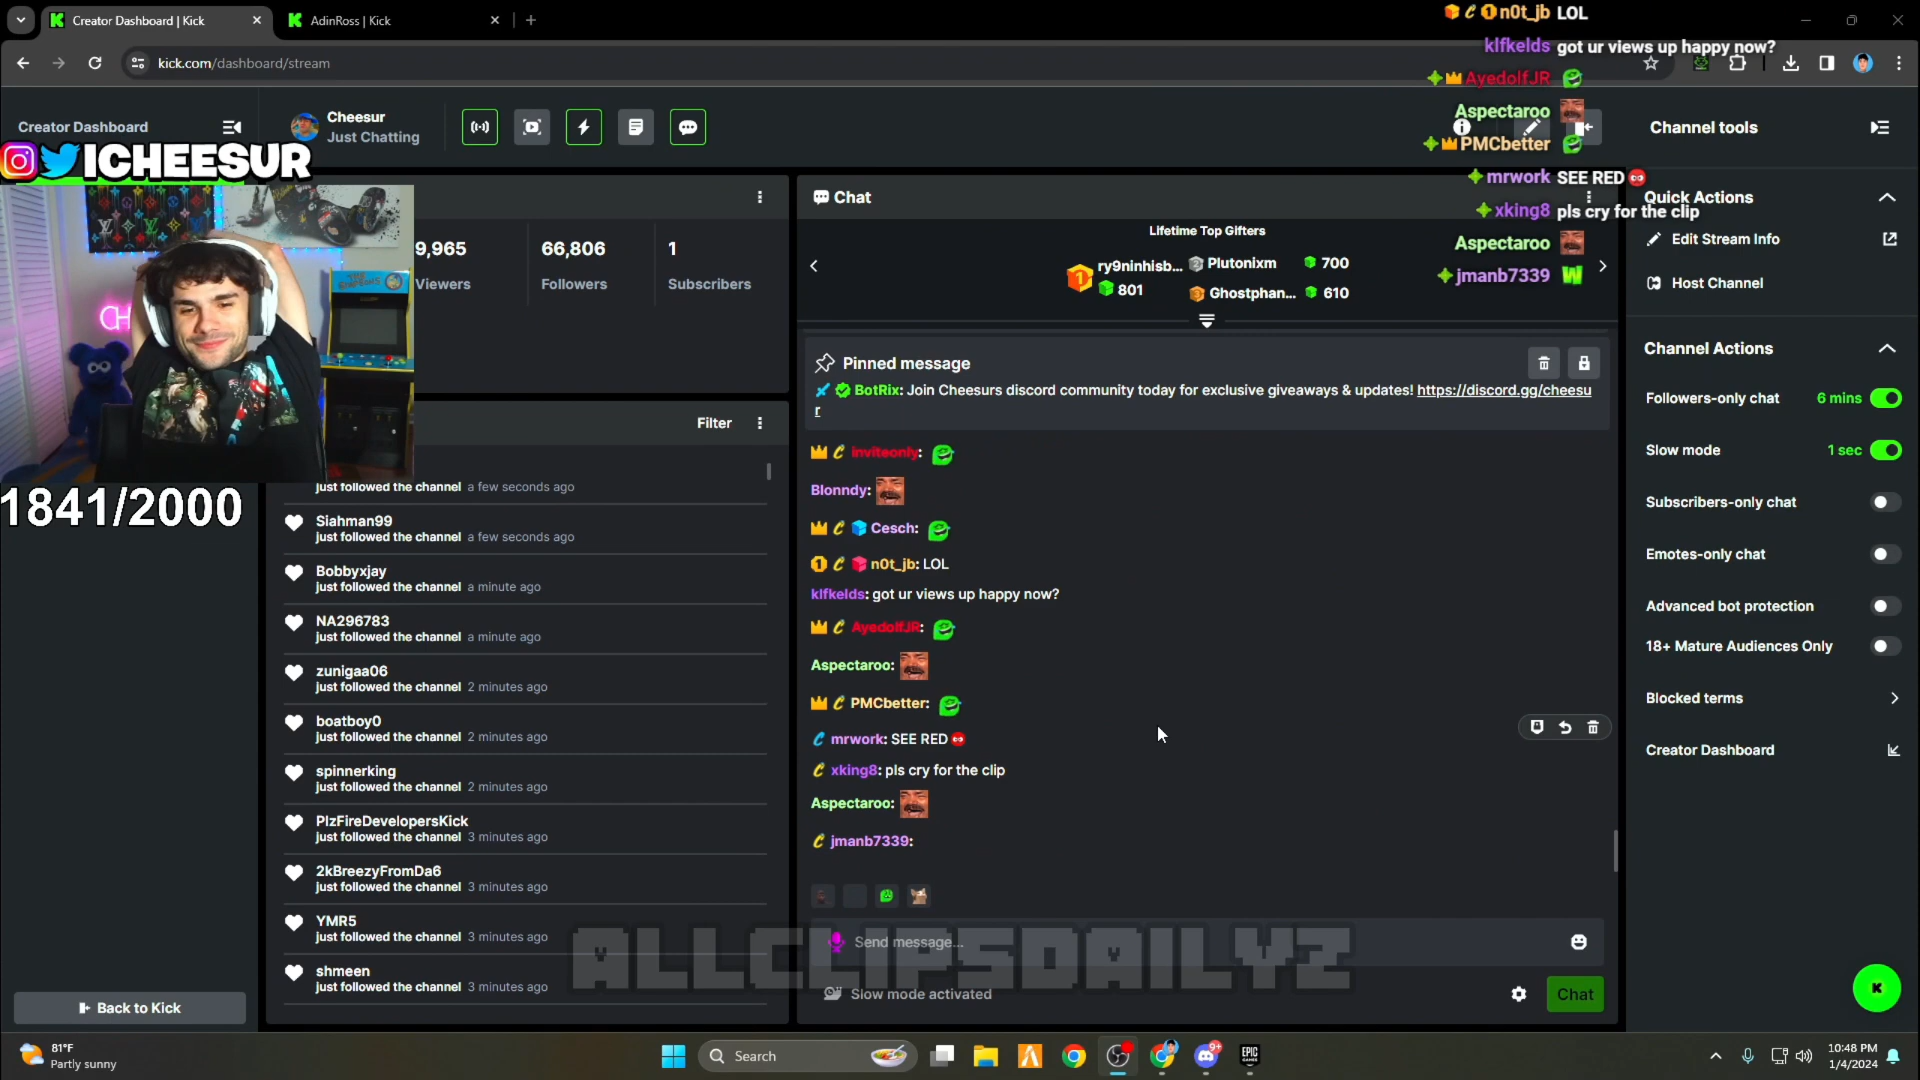 Creator Dashboard | Kick
AdinRoss | Kick
kick.com/dashboard/stream
n0t_jb LOL
klfkelds got ur views up happy now?
AyedolfJR
Aspectaroo
PMCbetter
mrwork SEE RED
xking8 pls cry for the clip
Aspectaroo
jmanb7339 W
Creator Dashboard
Cheesur
Just Chatting
Channel tools
ICHEESUR
9,965
Viewers
66,806
Followers
1
Subscribers
1841/2000
Filter
just followed the channel a few seconds ago
Siahman99
just followed the channel a few seconds ago
Bobbyxjay
just followed the channel a minute ago
NA296783
just followed the channel a minute ago
zunigaa06
just followed the channel 2 minutes ago
boatboy0
just followed the channel 2 minutes ago
spinnerking
just followed the channel 2 minutes ago
PlzFireDevelopersKick
just followed the channel 3 minutes ago
2kBreezyFromDa6
just followed the channel 3 minutes ago
YMR5
just followed the channel 3 minutes ago
shmeen
just followed the channel 3 minutes ago
Back to Kick
Chat
Lifetime Top Gifters
ry9ninhisb... 801
Plutonixm 700
Ghostphan... 610
Pinned message
BotRix: Join Cheesurs discord community today for exclusive giveaways & updates! https://discord.gg/cheesu
r
inviteonly:
Blonndy:
Cesch:
n0t_jb: LOL
klfkelds: got ur views up happy now?
AyedolfJR:
Aspectaroo:
PMCbetter:
mrwork: SEE RED
xking8: pls cry for the clip
Aspectaroo:
jmanb7339:
Send message...
Slow mode activated
Chat
ALLCLIPSDAILYZ
Quick Actions
Edit Stream Info
Host Channel
Channel Actions
Followers-only chat 6 mins
Slow mode 1 sec
Subscribers-only chat
Emotes-only chat
Advanced bot protection
18+ Mature Audiences Only
Blocked terms
Creator Dashboard
81°F
Partly sunny
Search
9+
EPIC
GAMES
10:48 PM
1/4/2024